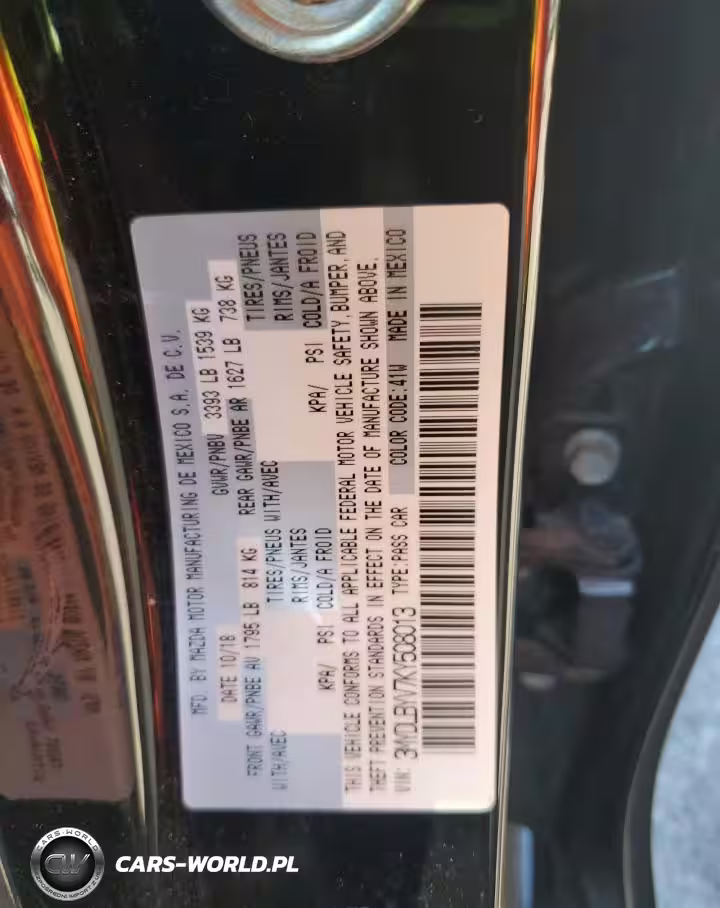 MFD. BY MAZDA MOTOR MANUFACTURING DE MEXICO S.A. DE C.V.
DATE 10/18 GVWR/PNBV 3393 LB 1539 KG
FRONT GAWR/PNBE AV 1795 LB 814 KG REAR GAWR/PNBE AR 1627 LB 738 KG
WITH/AVEC TIRES/PNEUS WITH/AVEC TIRES/PNEUS
RIMS/JANTES RIMS/JANTES
KPA/ PSI COLD/A FROID KPA/ PSI COLD/A FROID
THIS VEHICLE CONFORMS TO ALL APPLICABLE FEDERAL MOTOR VEHICLE SAFETY, BUMPER, AND
THEFT PREVENTION STANDARDS IN EFFECT ON THE DATE OF MANUFACTURE SHOWN ABOVE.
VIN: 3MYDLBYV7KY508013 TYPE:PASS CAR COLOR CODE:41W MADE IN MEXICO
CARS-WORLD
CW
CARS-WORLD.PL